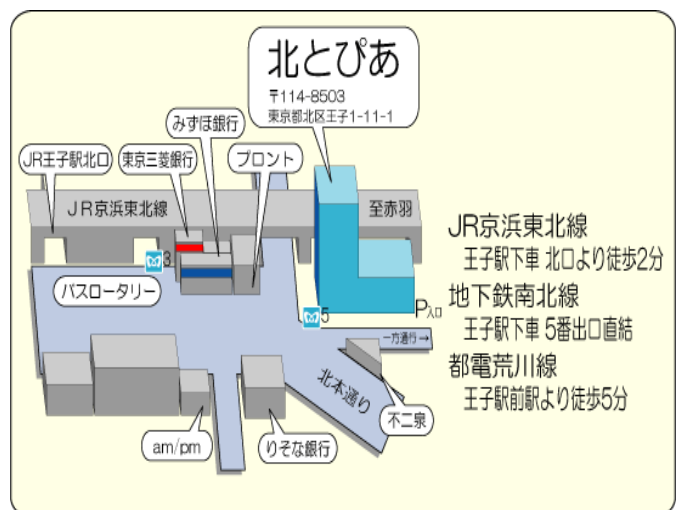 北とぴあ
〒114-8503
東京都北区王子1-11-1
みずほ銀行
JR王子駅北口
東京三菱銀行
プロント
JR京浜東北線
至赤羽
3
バスロータリー
5
P入口
一方通行→
北本通り
不二泉
am/pm
りそな銀行
JR京浜東北線
王子駅下車 北口より徒歩2分
地下鉄南北線
王子駅下車 5番出口直結
都電荒川線
王子駅前駅より徒歩5分